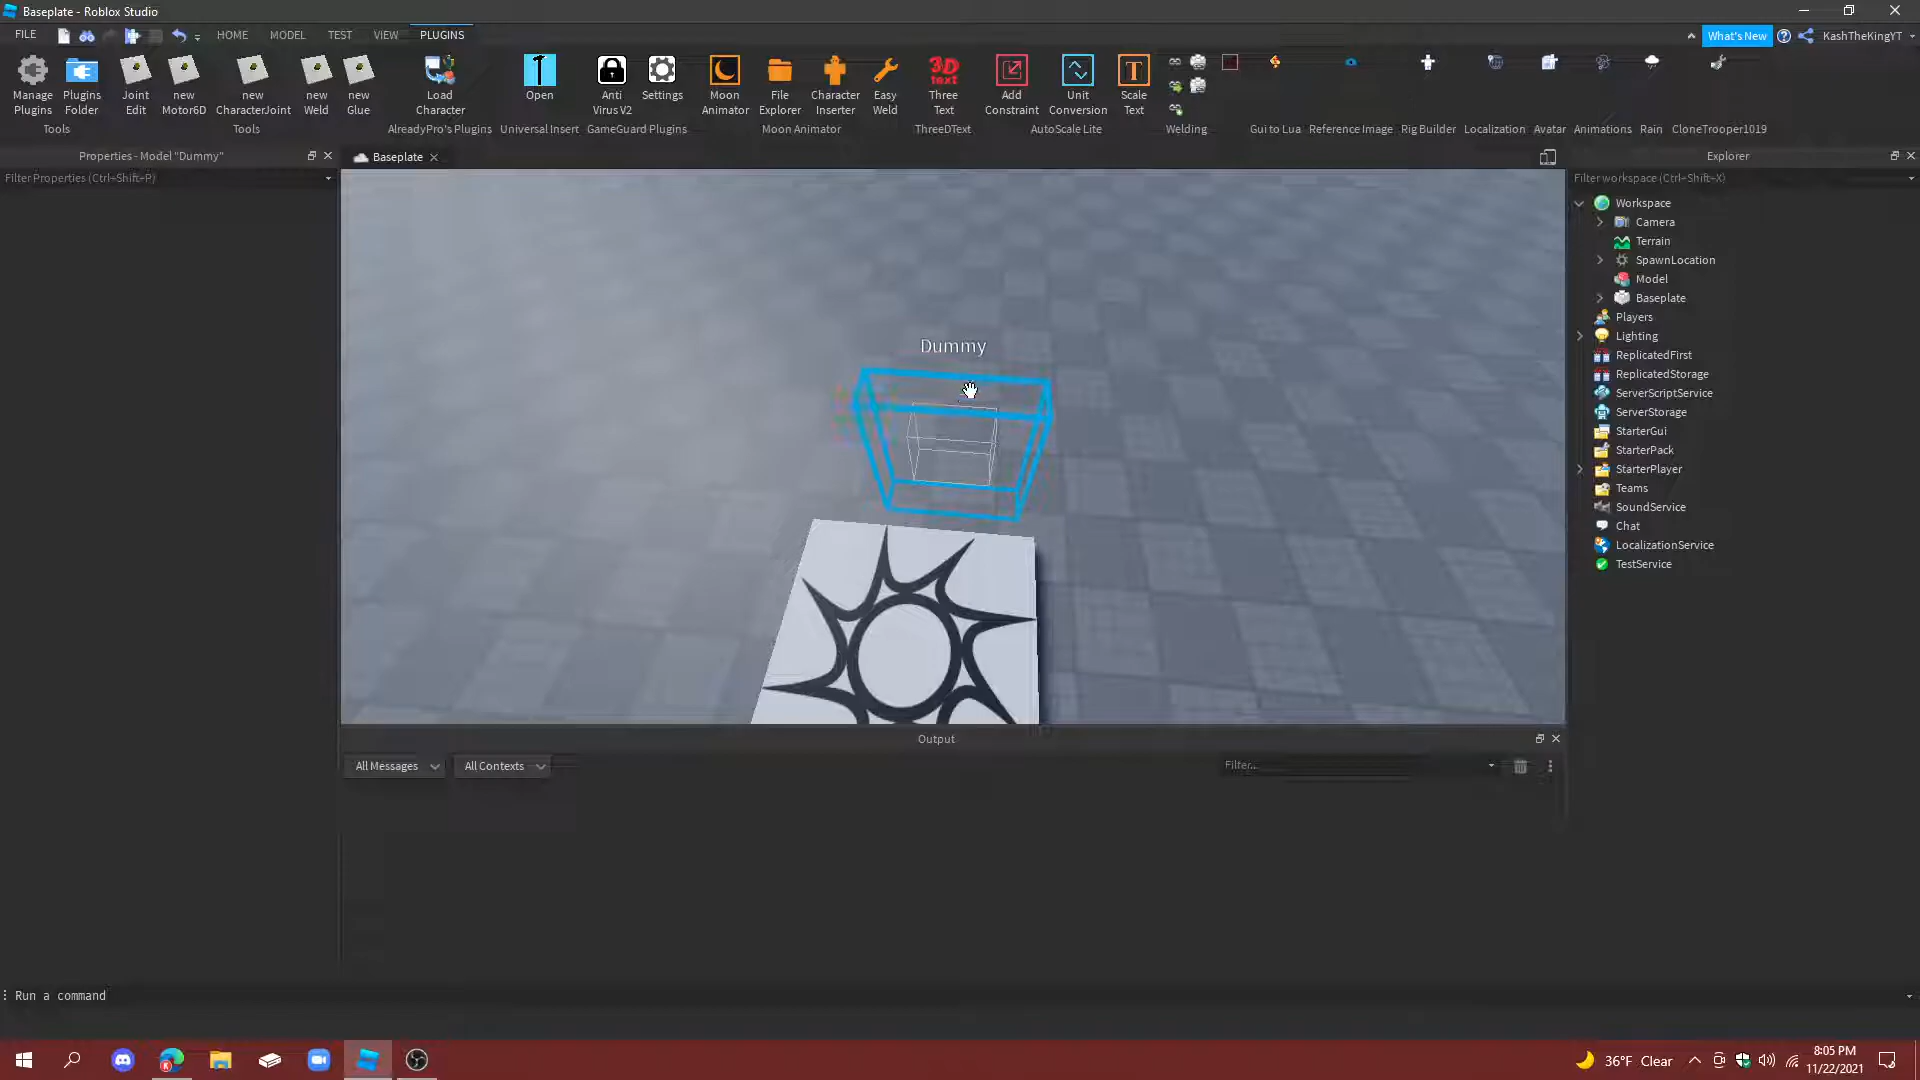 Baseplate - Roblox Studio
FILE HOME MODEL TEST VIEW PLUGINS What's New KashTheKingYT
Manage Plugins
Plugins Folder
Joint Edit
new Motor6D
new CharacterJoint
new Weld
new Glue
Load Character
Open
Anti Virus V2
Settings
Moon Animator
File Explorer
Character Inserter
Easy Weld
3D text
Three Text
Add Constraint
Unit Conversion
T
Scale Text
Tools Tools AlreadyPro's Plugins Universal Insert GameGuard Plugins Moon Animator ThreeDText AutoScale Lite Welding Gui to Lua Reference Image Rig Builder Localization Avatar Animations Rain CloneTrooper1019
Properties - Model "Dummy"
Filter Properties (Ctrl+Shift+P)
Baseplate
Explorer
Filter workspace (Ctrl+Shift+X)
Workspace
Camera
Terrain
SpawnLocation
Model
Baseplate
Players
Lighting
ReplicatedFirst
ReplicatedStorage
ServerScriptService
ServerStorage
StarterGui
StarterPack
StarterPlayer
Teams
SoundService
Chat
LocalizationService
TestService
Dummy
Output
All Messages All Contexts Filter...
Run a command
36°F Clear
8:05 PM
11/22/2021